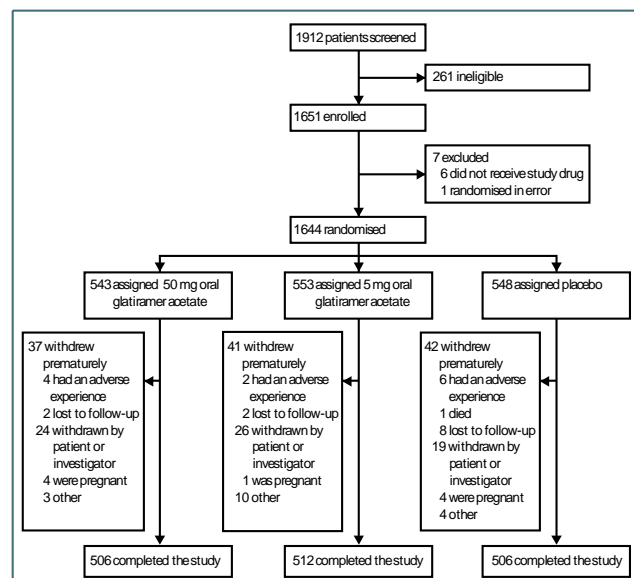 1912 patients screened
261 ineligible
1651 enrolled
7 excluded
6 did not receive study drug
1 randomised in error
1644 randomised
543 assigned 50 mg oral
glatiramer acetate
553 assigned 5 mg oral
glatiramer acetate
548 assigned placebo
37 withdrew
prematurely
4 had an adverse
experience
2 lost to follow-up
24 withdrawn by
patient or
investigator
4 were pregnant
3 other
41 withdrew
prematurely
2 had an adverse
experience
2 lost to follow-up
26 withdrawn by
patient or
investigator
1 was pregnant
10 other
42 withdrew
prematurely
6 had an adverse
experience
1 died
8 lost to follow-up
19 withdrawn by
patient or
investigator
4 were pregnant
4 other
506 completed the study
512 completed the study
506 completed the study